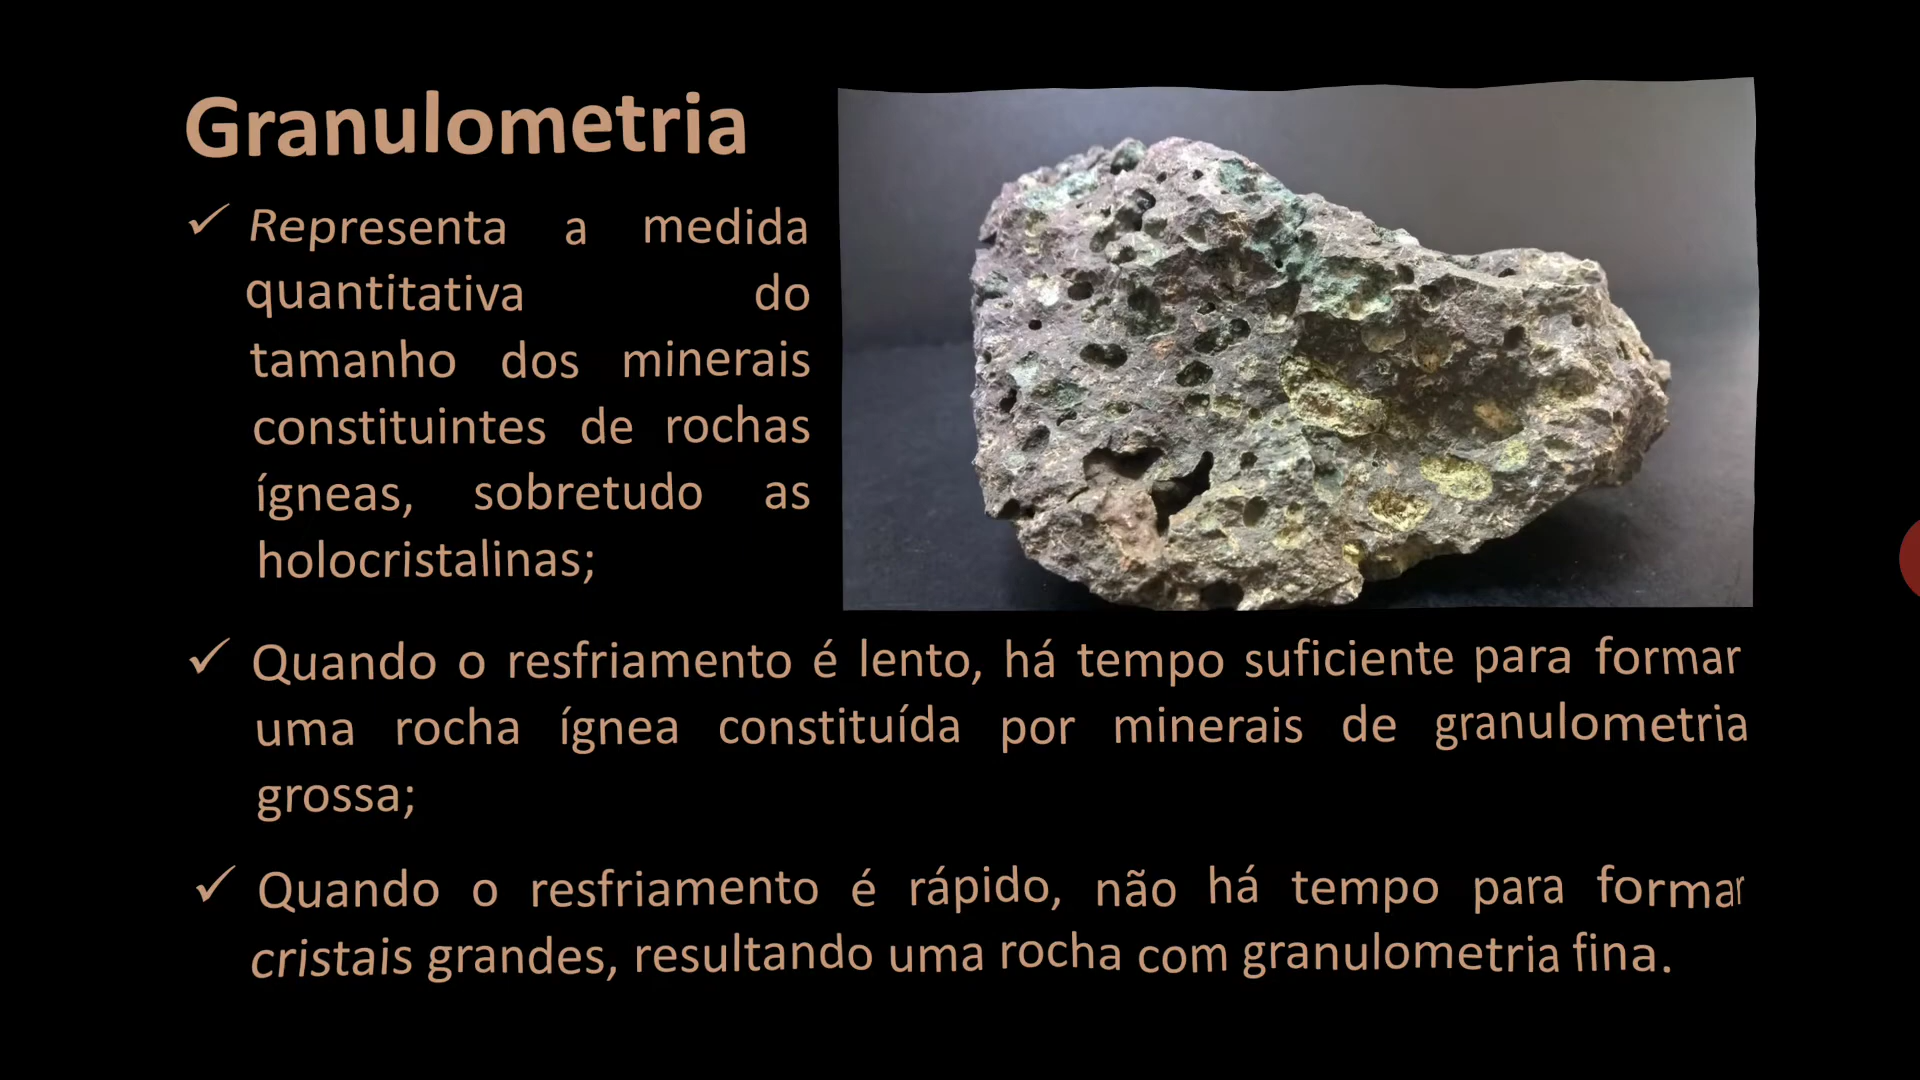 Granulometria
✓ Representa a medida
quantitativa do
tamanho dos minerais
constituintes de rochas
ígneas, sobretudo as
holocristalinas;
✓ Quando o resfriamento é lento, há tempo suficiente para formar
uma rocha ígnea constituída por minerais de granulometria
grossa;
✓ Quando o resfriamento é rápido, não há tempo para formar
cristais grandes, resultando uma rocha com granulometria fina.